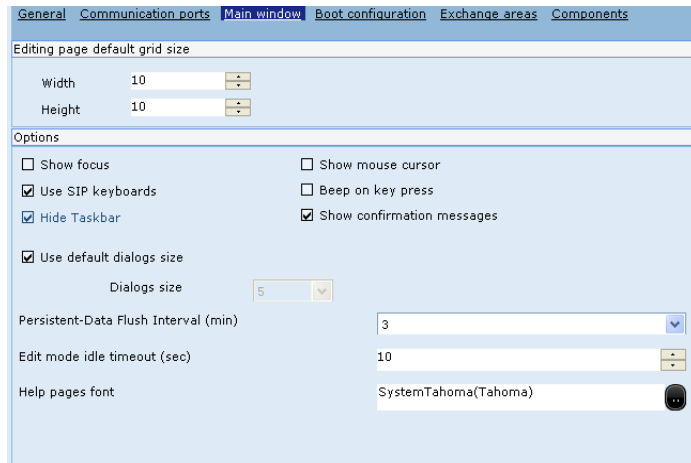 General Communication ports Main window Boot configuration Exchange areas Components
Editing page default grid size
Width 10
Height 10
Options
Show focus Show mouse cursor
Use SIP keyboards Beep on key press
Hide Taskbar Show confirmation messages
Use default dialogs size
Dialogs size 5
Persistent-Data Flush Interval (min) 3
Edit mode idle timeout (sec) 10
Help pages font SystemTahoma(Tahoma) ..